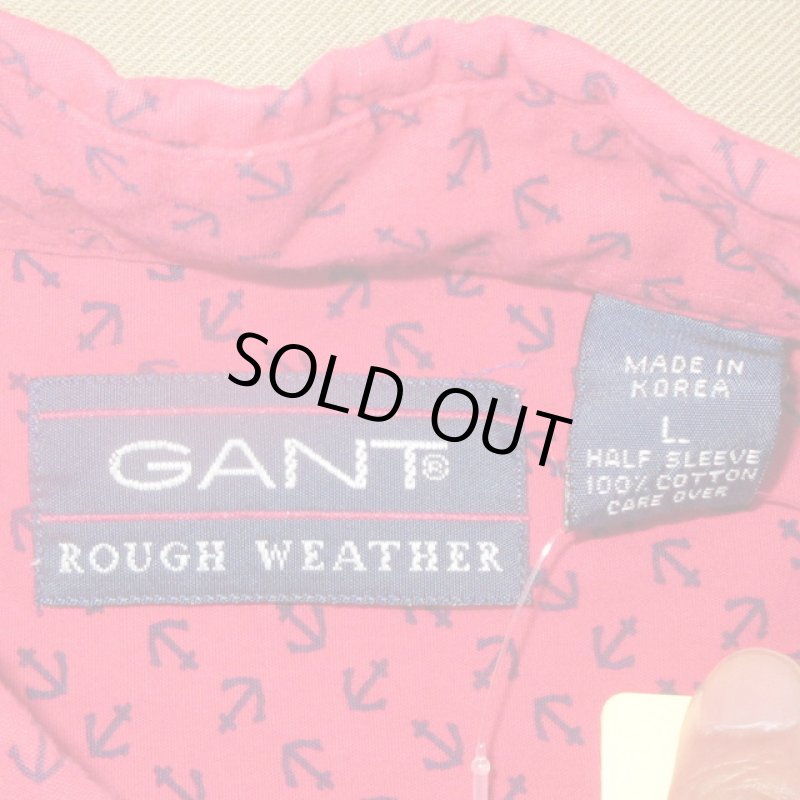 SOLD OUT
GANT®
ROUGH WEATHER
MADE IN
KOREA
L
HALF SLEEVE
100% COTTON
CARE OVER